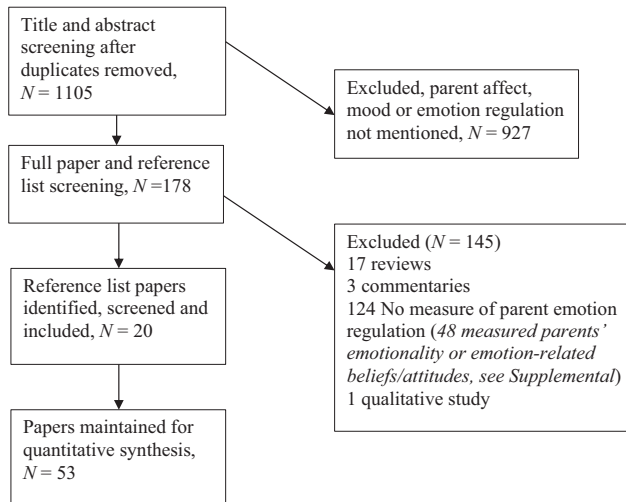 Title and abstract
screening after
duplicates removed,
N = 1105
Excluded, parent affect,
mood or emotion regulation
not mentioned, N = 927
Full paper and reference
list screening, N =178
Excluded (N = 145)
17 reviews
3 commentaries
124 No measure of parent emotion
regulation (48 measured parents’
emotionality or emotion-related
beliefs/attitudes, see Supplemental)
1 qualitative study
Reference list papers
identified, screened and
included, N = 20
Papers maintained for
quantitative synthesis,
N = 53